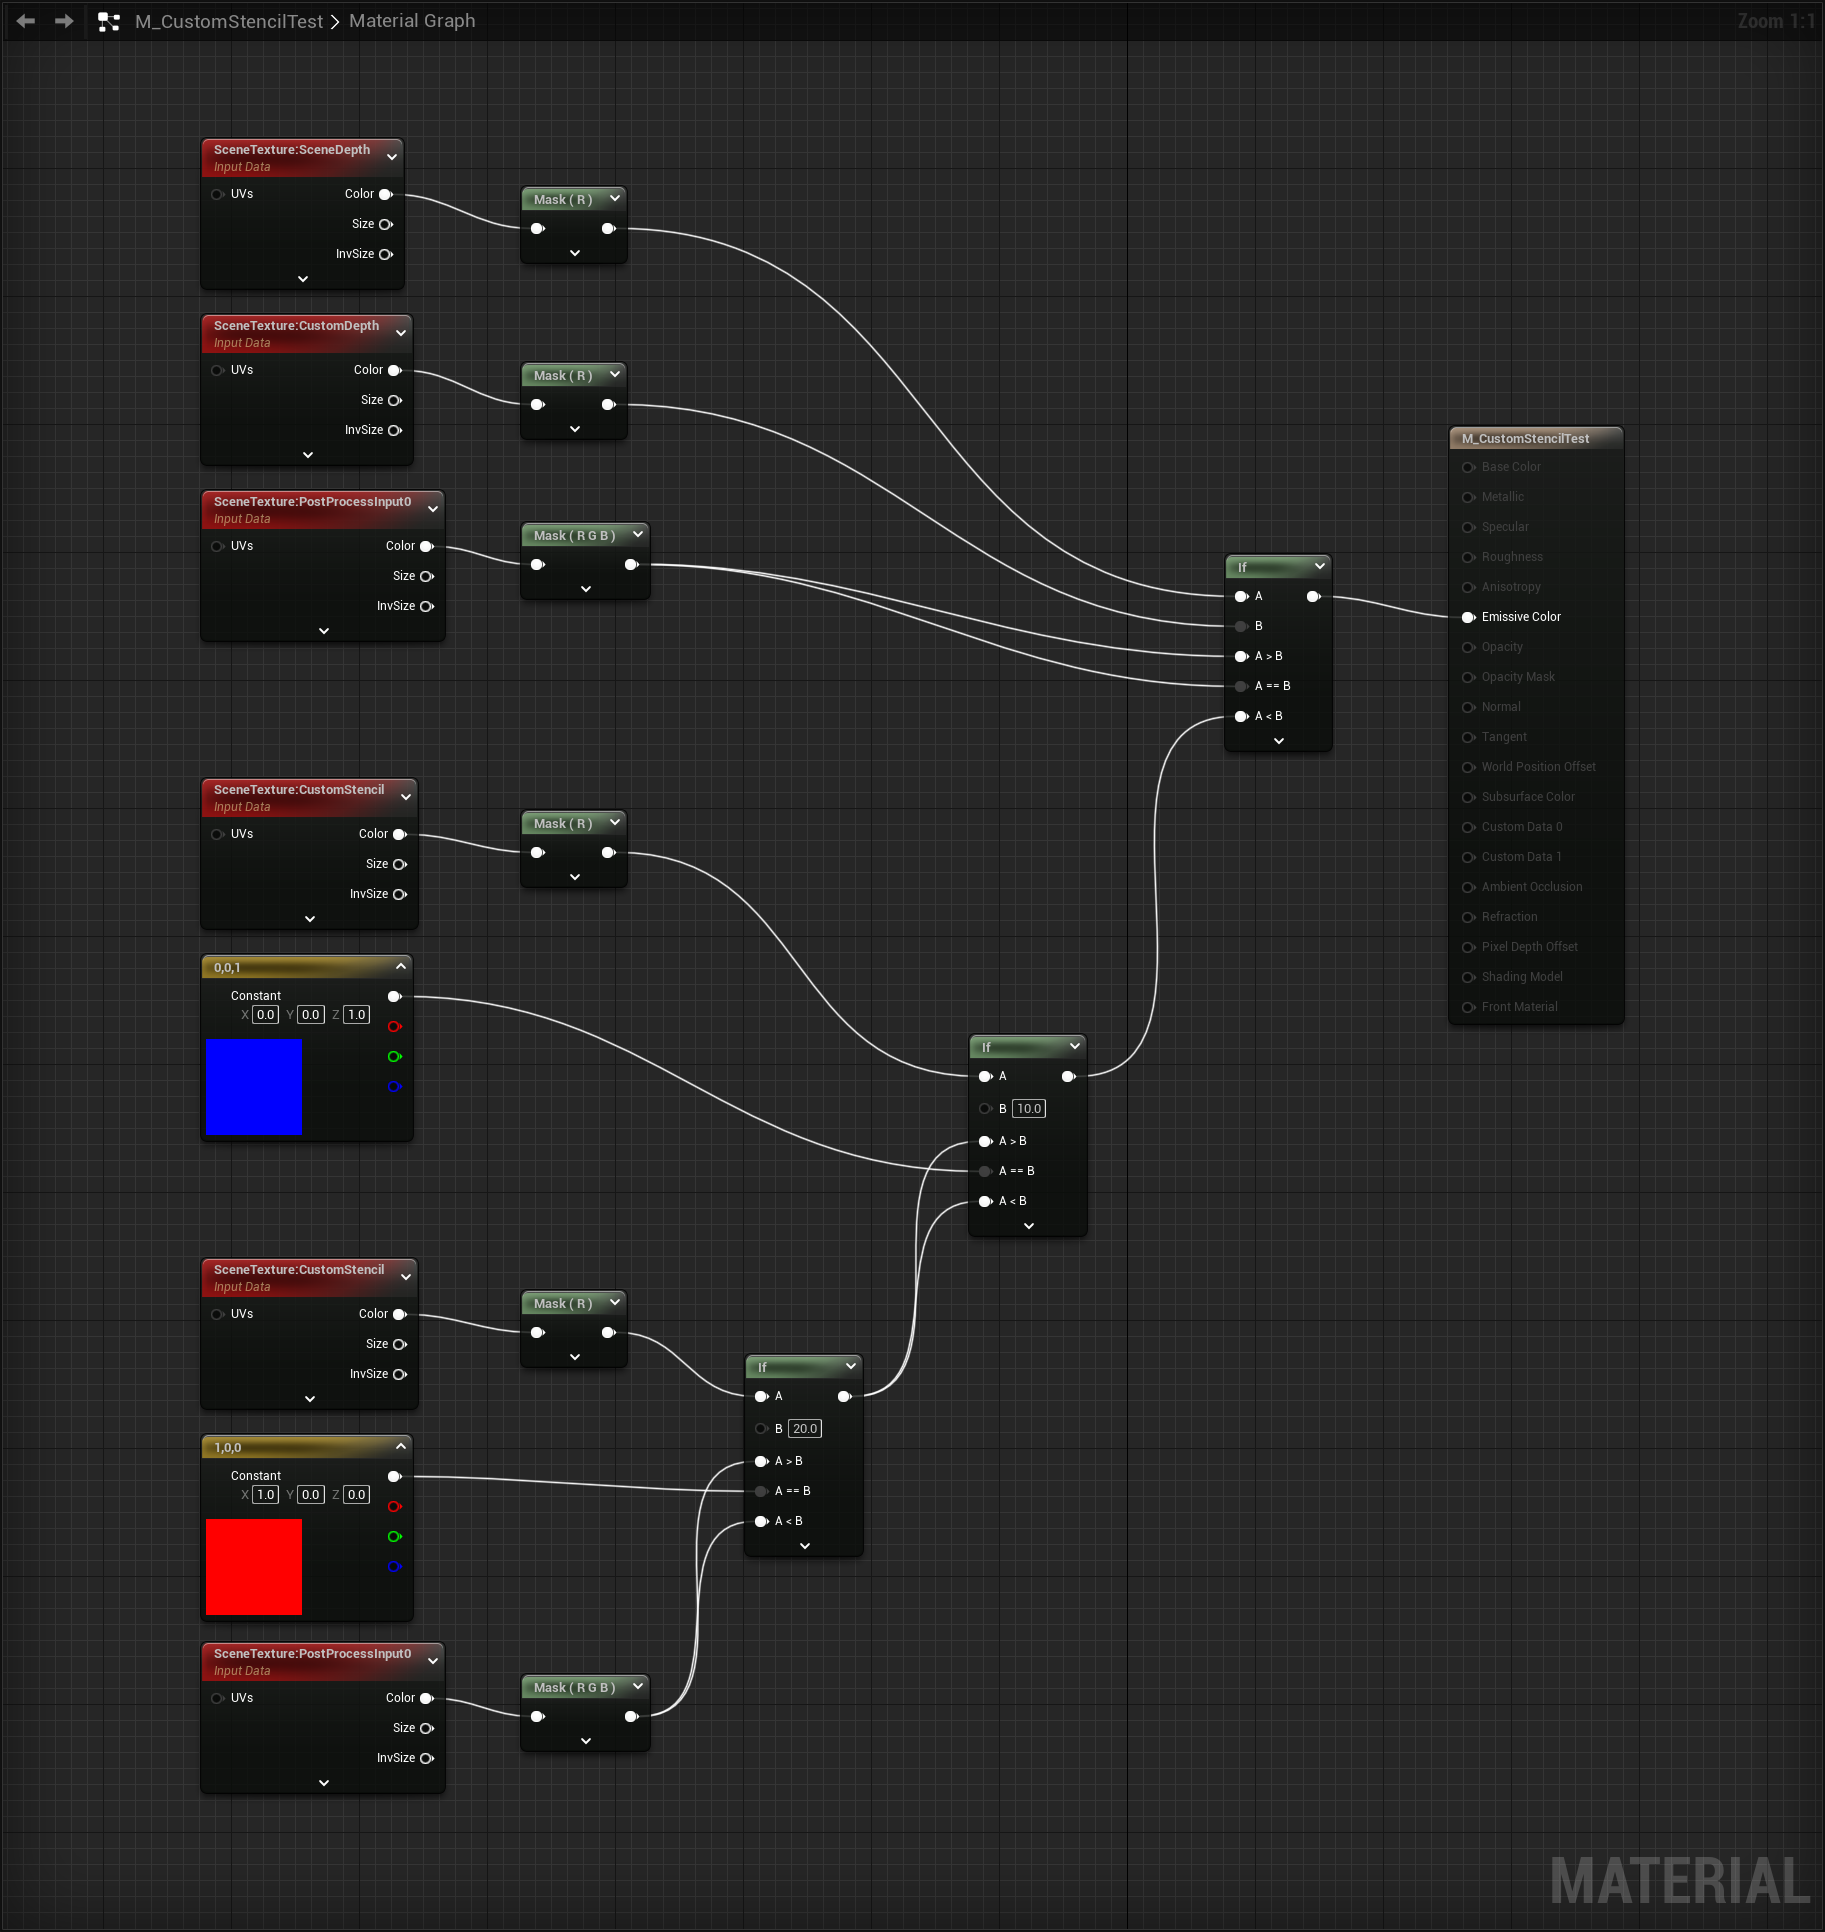 M_CustomStencilTest > Material Graph
Zoom 1:1
SceneTexture:SceneDepth
Input Data
UVs Color
Size
InvSize
Mask ( R )
SceneTexture:CustomDepth
Input Data
UVs Color
Size
InvSize
Mask ( R )
SceneTexture:PostProcessInput0
Input Data
UVs Color
Size
InvSize
Mask ( R G B )
If
A
B
A > B
A == B
A < B
M_CustomStencilTest
Base Color
Metallic
Specular
Roughness
Anisotropy
Emissive Color
Opacity
Opacity Mask
Normal
Tangent
World Position Offset
Subsurface Color
Custom Data 0
Custom Data 1
Ambient Occlusion
Refraction
Pixel Depth Offset
Shading Model
Front Material
SceneTexture:CustomStencil
Input Data
UVs Color
Size
InvSize
Mask ( R )
0,0,1
Constant
X 0.0 Y 0.0 Z 1.0
If
A
B 10.0
A > B
A == B
A < B
SceneTexture:CustomStencil
Input Data
UVs Color
Size
InvSize
Mask ( R )
If
A
B 20.0
A > B
A == B
A < B
1,0,0
Constant
X 1.0 Y 0.0 Z 0.0
SceneTexture:PostProcessInput0
Input Data
UVs Color
Size
InvSize
Mask ( R G B )
MATERIAL